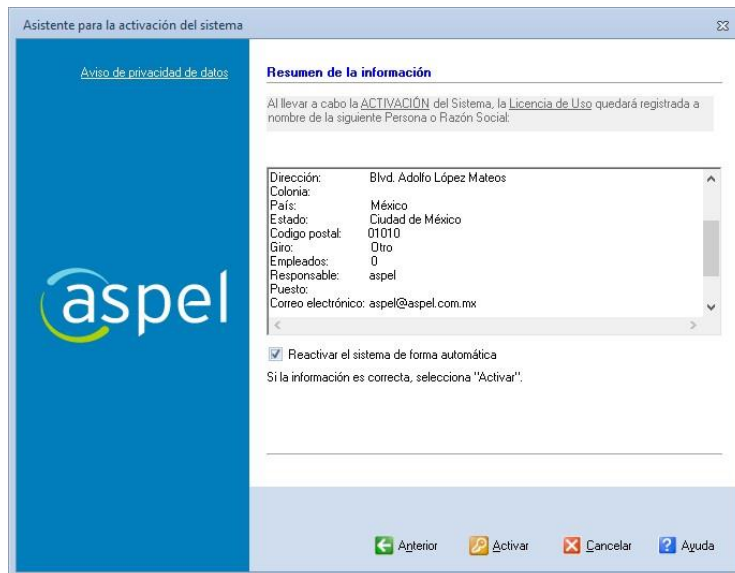 Asistente para la activación del sistema
Aviso de privacidad de datos
Resumen de la información
Al llevar a cabo la ACTIVACIÓN del Sistema, la Licencia de Uso quedará registrada a
nombre de la siguiente Persona o Razón Social:
Dirección: Blvd. Adolfo López Mateos
Colonia:
País: México
Estado: Ciudad de México
Codigo postal: 01010
Giro: Otro
Empleados: 0
Responsable: aspel
Puesto:
Correo electrónico: aspel@aspel.com.mx
aspel
Reactivar el sistema de forma automática
Si la información es correcta, selecciona "Activar".
Anterior Activar Cancelar Ayuda